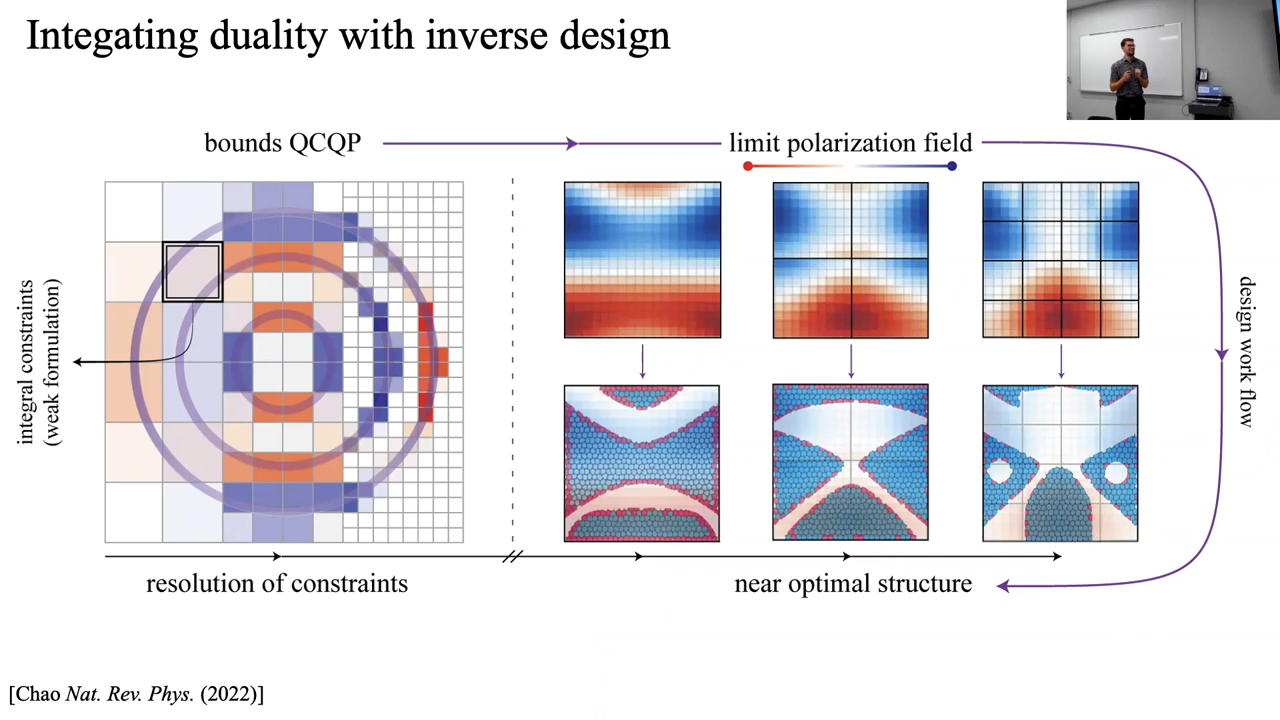 Integating duality with inverse design
bounds QCQP
limit polarization field
integral constraints
(weak formulation)
design work flow
resolution of constraints
near optimal structure
[Chao Nat. Rev. Phys. (2022)]